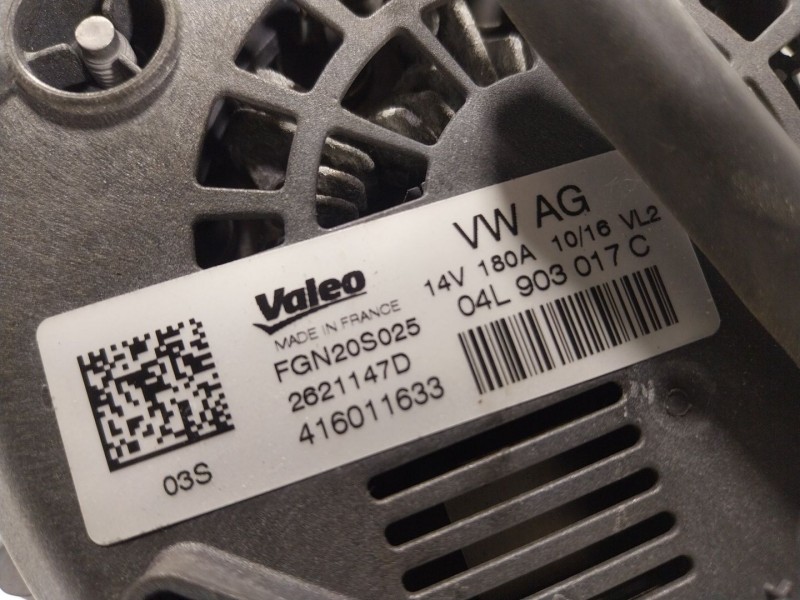 Valeo
MADE IN FRANCE
FGN20S025
2621147D
416011633
03S
VW AG
14V 180A 10/16 VL2
04L 903 017 C